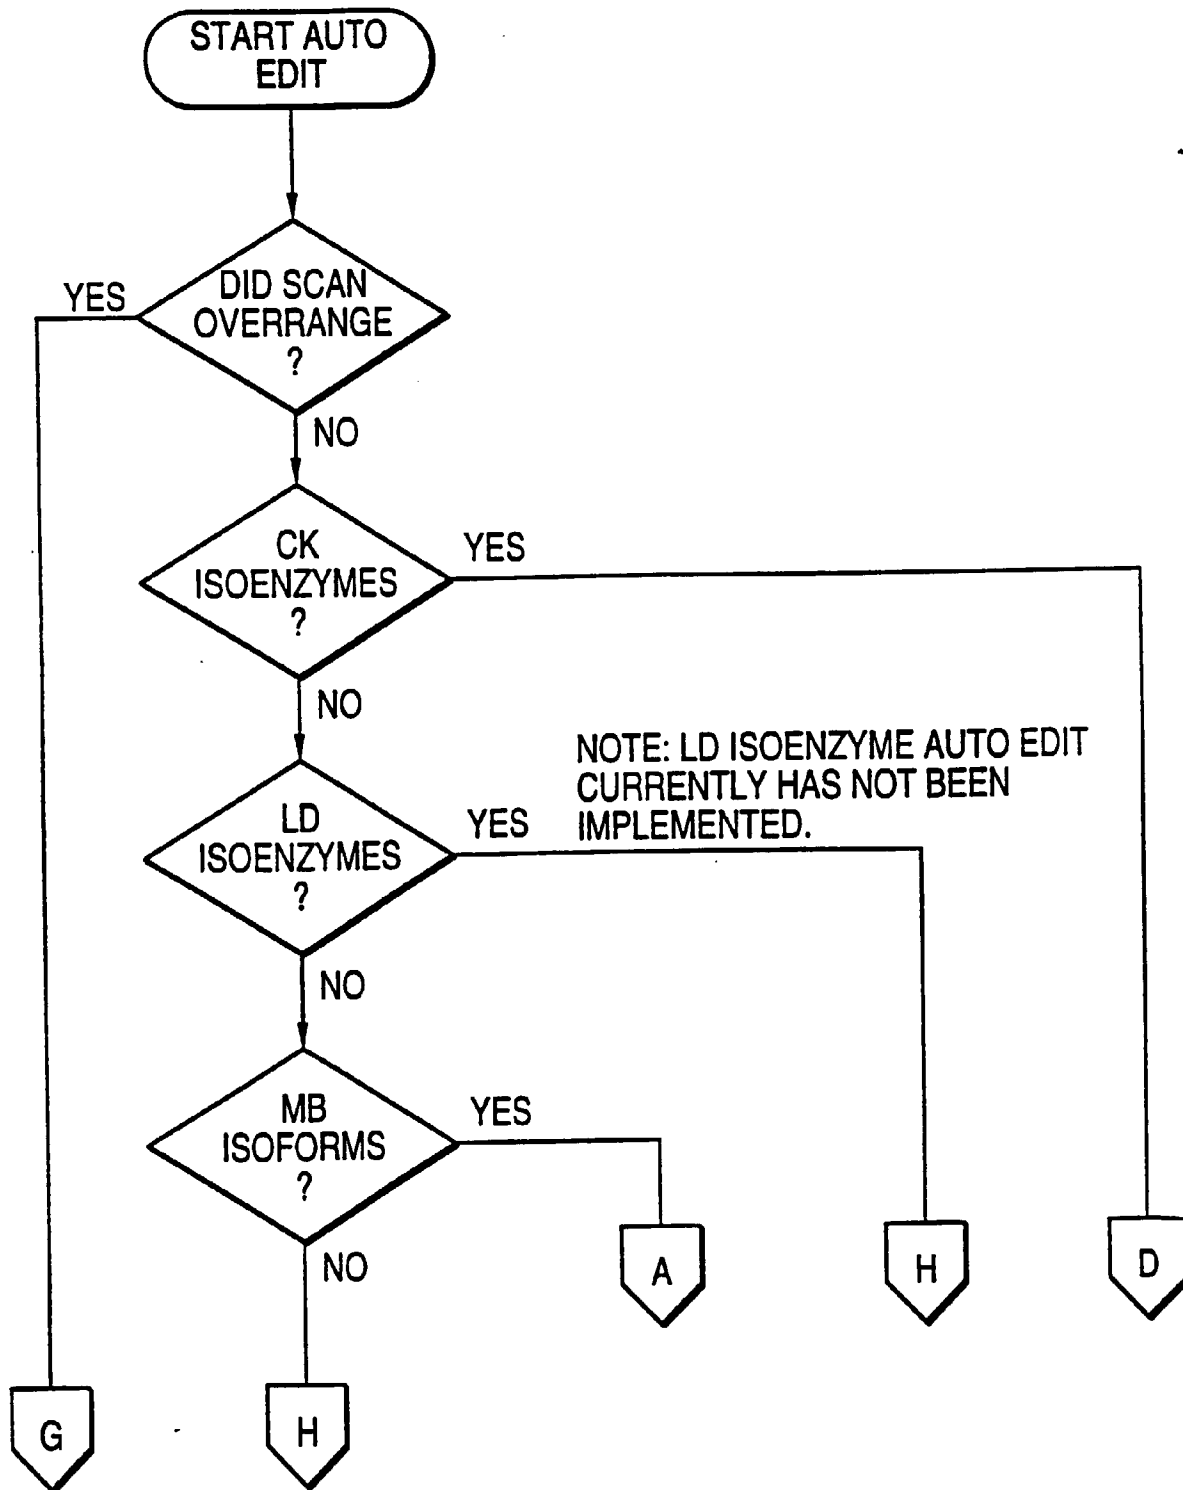 START AUTO
EDIT
DID SCAN
OVERRANGE
?
YES
NO
CK
ISOENZYMES
?
YES
NO
LD
ISOENZYMES
?
YES
NOTE: LD ISOENZYME AUTO EDIT
CURRENTLY HAS NOT BEEN
IMPLEMENTED.
NO
MB
ISOFORMS
?
YES
NO
A
H
D
G
H